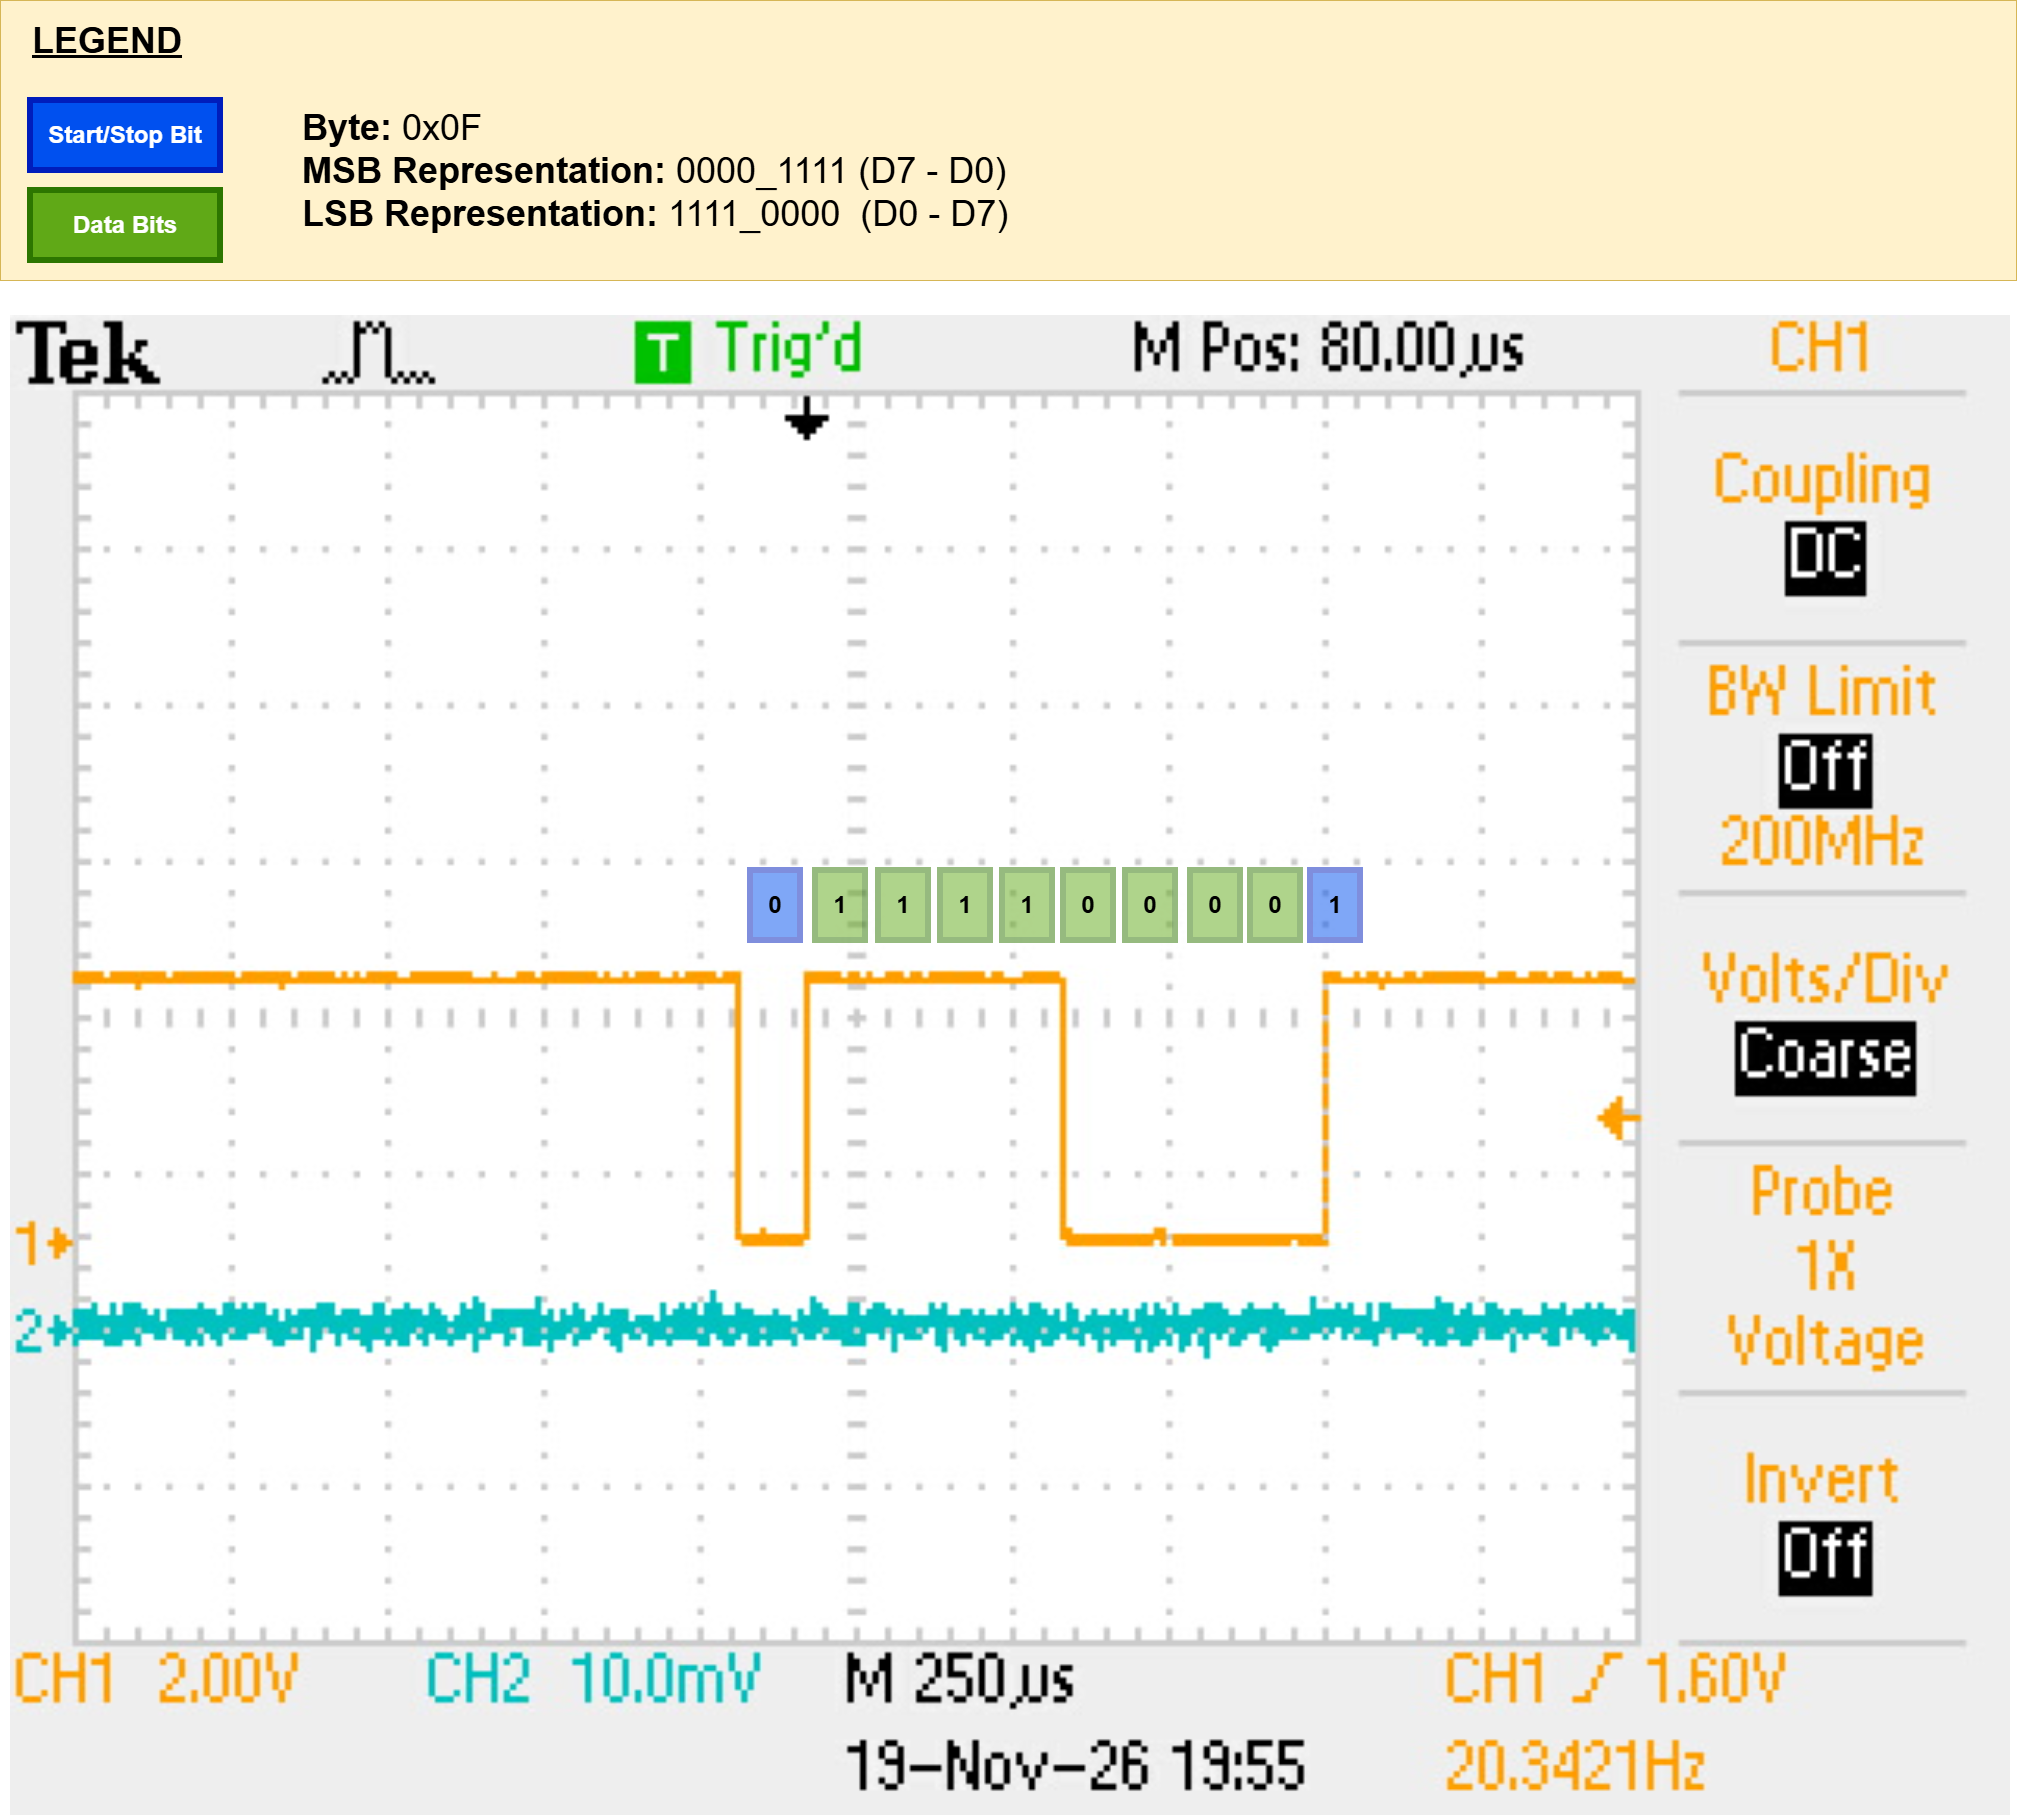 LEGEND
Start/Stop Bit
Data Bits
Byte: 0x0F
MSB Representation: 0000_1111 (D7 - D0)
LSB Representation: 1111_0000 (D0 - D7)
Tek T Trig'd M Pos: 80.00µs CH1
Coupling
DC
BW Limit
Off
200MHz
0 1 1 1 1 0 0 0 0 1
Volts/Div
Coarse
Probe
1X
Voltage
1
2
Invert
Off
CH1 2.00V CH2 10.0mV M 250µs CH1 1.60V
19-Nov-26 19:55 20.3421Hz